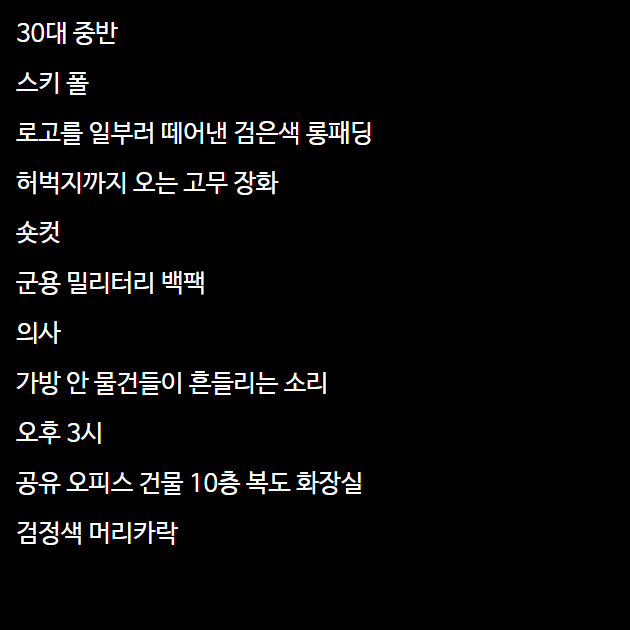 30대 중반
스키 폴
로고를 일부러 떼어낸 검은색 롱패딩
허벅지까지 오는 고무 장화
숏컷
군용 밀리터리 백팩
의사
가방 안 물건들이 흔들리는 소리
오후 3시
공유 오피스 건물 10층 복도 화장실
검정색 머리카락